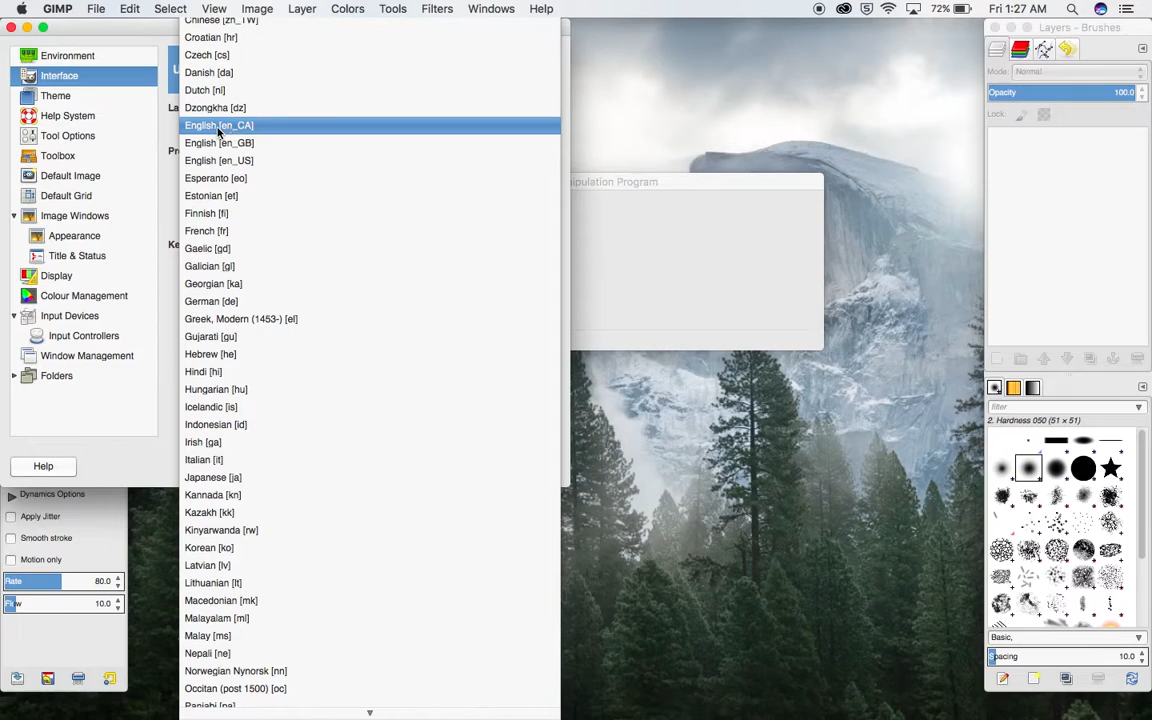 GIMP File Edit Select View Image Layer Colors Tools Filters Windows Help 72% Fri 1:27 AM
Environment
Interface
Theme
Help System
Tool Options
Toolbox
Default Image
Default Grid
Image Windows
Appearance
Title & Status
Display
Colour Management
Input Devices
Input Controllers
Window Management
Folders
Help
Dynamics Options
Apply Jitter
Smooth stroke
Motion only
Rate 80.0
Flow 10.0
Chinese [zn_TW]
Croatian [hr]
Czech [cs]
Danish [da]
Dutch [nl]
Dzongkha [dz]
English [en_CA]
English [en_GB]
English [en_US]
Esperanto [eo]
Estonian [et]
Finnish [fi]
French [fr]
Gaelic [gd]
Galician [gl]
Georgian [ka]
German [de]
Greek, Modern (1453-) [el]
Gujarati [gu]
Hebrew [he]
Hindi [hi]
Hungarian [hu]
Icelandic [is]
Indonesian [id]
Irish [ga]
Italian [it]
Japanese [ja]
Kannada [kn]
Kazakh [kk]
Kinyarwanda [rw]
Korean [ko]
Latvian [lv]
Lithuanian [lt]
Macedonian [mk]
Malayalam [ml]
Malay [ms]
Nepali [ne]
Norwegian Nynorsk [nn]
Occitan (post 1500) [oc]
Panjabi [pa]
ipulation Program
Layers - Brushes
Mode: Normal
Opacity 100.0
Lock:
filter
2. Hardness 050 (51 × 51)
Basic,
Spacing 10.0